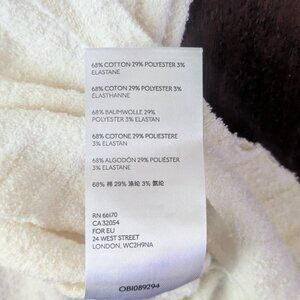 68% COTTON 29% POLYESTER 3%
ELASTANE
68% COTON 29% POLYESTER 3%
ÉLASTHANNE
68% BAUMWOLLE 29%
POLYESTER 3% ELASTAN
68% COTONE 29% POLIESTERE
3% ELASTAN
68% ALGODÓN 29% POLIÉSTER
3% ELASTANE
68% 棉 29% 涤纶 3% 氨纶
RN 66170
CA 32054
FOR EU
24 WEST STREET
LONDON, WC2H9NA
OBI089294